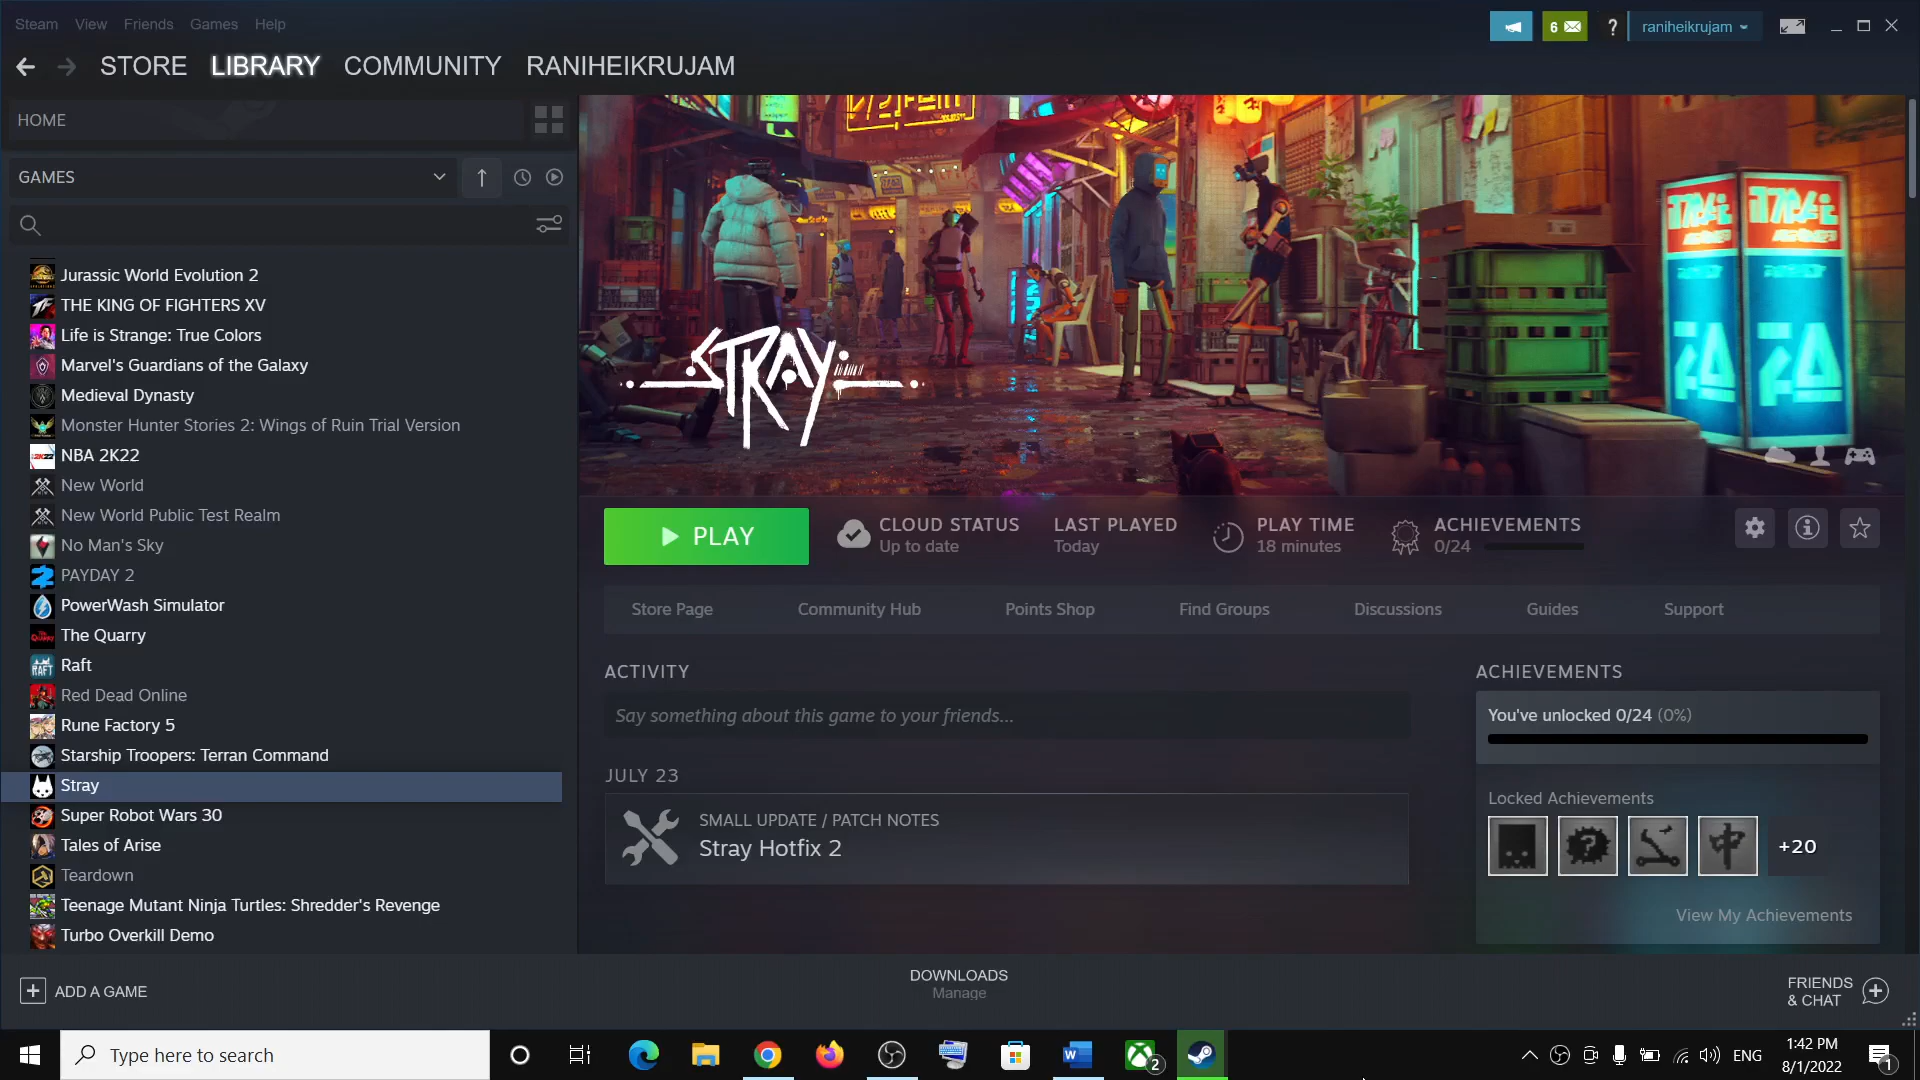 Steam View Friends Games Help
6 ? raniheikrujam
STORE LIBRARY COMMUNITY RANIHEIKRUJAM
HOME
GAMES
Jurassic World Evolution 2
THE KING OF FIGHTERS XV
Life is Strange: True Colors
Marvel's Guardians of the Galaxy
Medieval Dynasty
Monster Hunter Stories 2: Wings of Ruin Trial Version
NBA 2K22
New World
New World Public Test Realm
No Man's Sky
PAYDAY 2
PowerWash Simulator
The Quarry
Raft
Red Dead Online
Rune Factory 5
Starship Troopers: Terran Command
Stray
Super Robot Wars 30
Tales of Arise
Teardown
Teenage Mutant Ninja Turtles: Shredder's Revenge
Turbo Overkill Demo
STRAY
PLAY
CLOUD STATUS
Up to date
LAST PLAYED
Today
PLAY TIME
18 minutes
ACHIEVEMENTS
0/24
Store Page Community Hub Points Shop Find Groups Discussions Guides Support
ACTIVITY
Say something about this game to your friends...
JULY 23
SMALL UPDATE / PATCH NOTES
Stray Hotfix 2
ACHIEVEMENTS
You've unlocked 0/24 (0%)
Locked Achievements
中
+20
View My Achievements
ADD A GAME
DOWNLOADS
Manage
FRIENDS
& CHAT
Type here to search
2
ENG
1:42 PM
8/1/2022
1